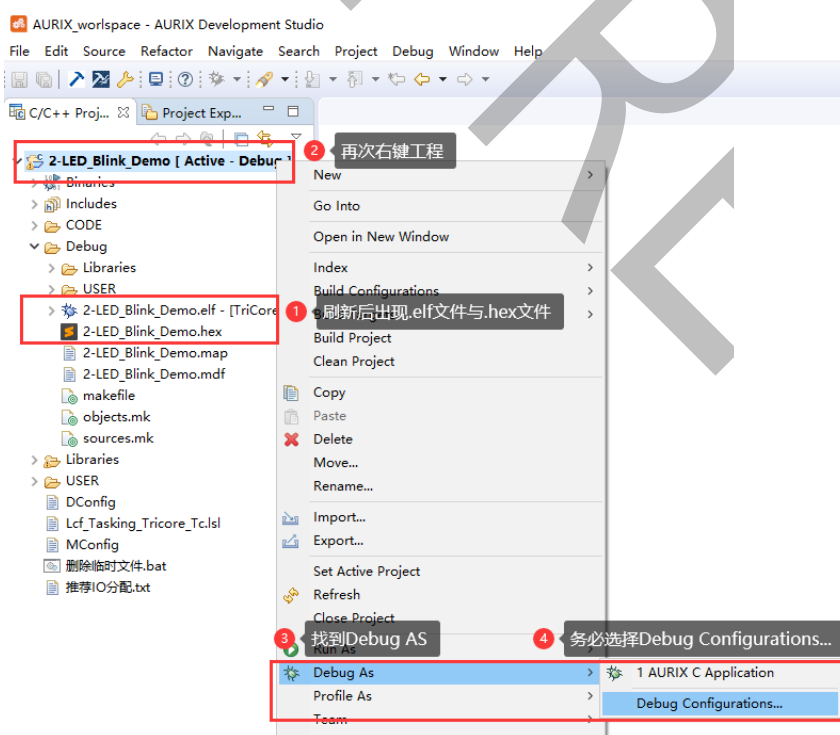 AURIX_worlspace - AURIX Development Studio
File Edit Source Refactor Navigate Search Project Debug Window Help
C/C++ Proj... Project Exp...
2-LED_Blink_Demo [ Active - Debug ]
2 再次右键工程
Binaries
Includes
CODE
Debug
Libraries
USER
2-LED_Blink_Demo.elf - [TriCore
2-LED_Blink_Demo.hex
2-LED_Blink_Demo.map
2-LED_Blink_Demo.mdf
makefile
objects.mk
sources.mk
Libraries
USER
DConfig
Lcf_Tasking_Tricore_Tc.lsl
MConfig
删除临时文件.bat
推荐IO分配.txt
New
Go Into
Open in New Window
Index
Build Configurations
1 刷新后出现.elf文件与.hex文件
Build Project
Clean Project
Copy
Paste
Delete
Move...
Rename...
Import...
Export...
Set Active Project
Refresh
Close Project
3 找到Debug AS
4 务必选择Debug Configurations...
Run As
Debug As
Profile As
Team
1 AURIX C Application
Debug Configurations...